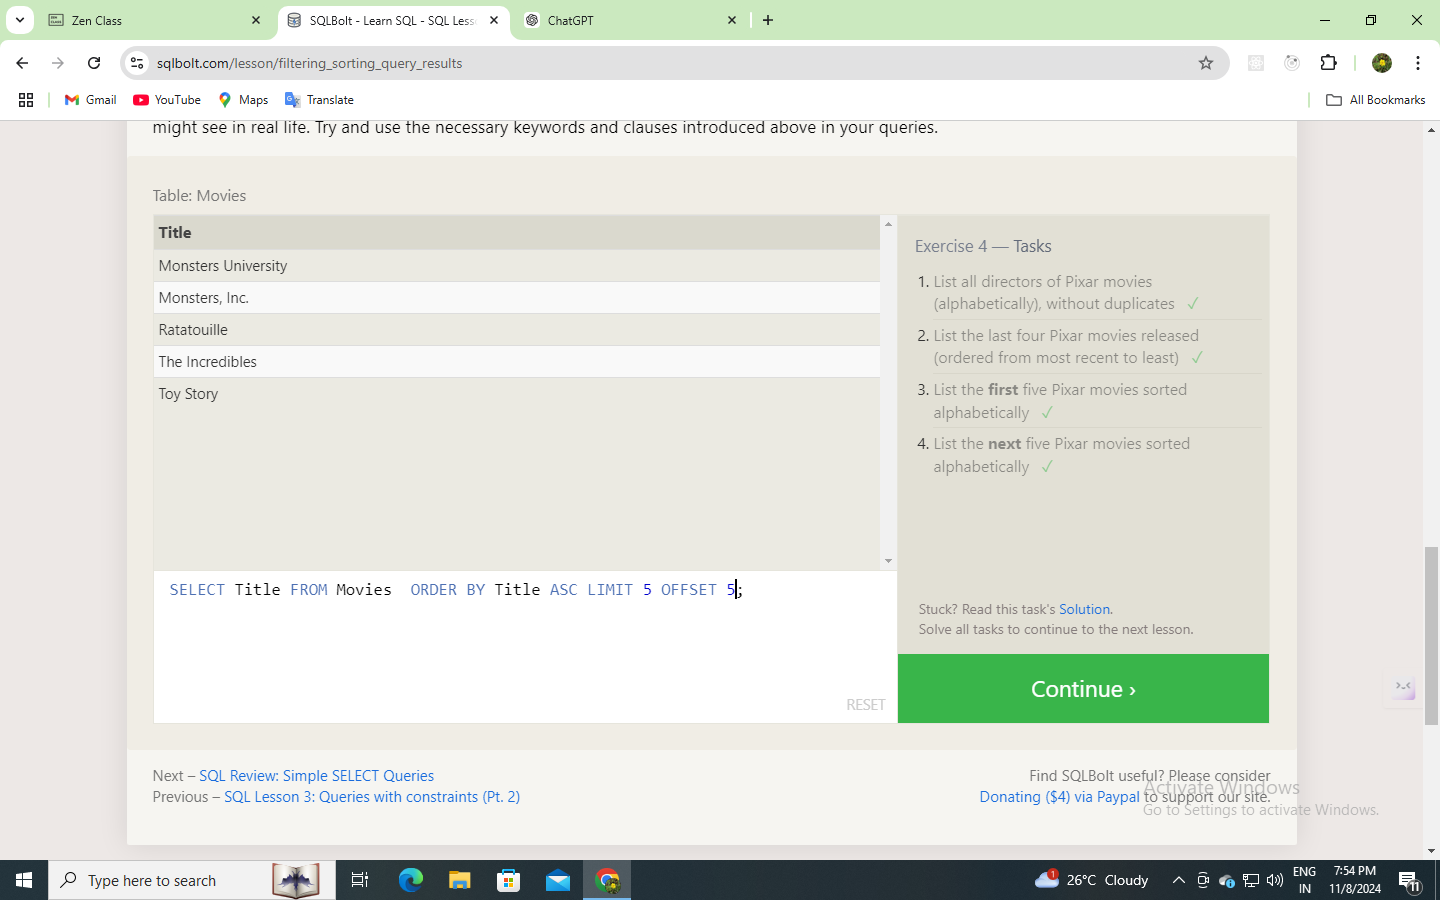 Zen Class
SQLBolt - Learn SQL - SQL Less
ChatGPT
sqlbolt.com/lesson/filtering_sorting_query_results
Gmail
YouTube
Maps
Translate
All Bookmarks
might see in real life. Try and use the necessary keywords and clauses introduced above in your queries.
Table: Movies
Title
Monsters University
Monsters, Inc.
Ratatouille
The Incredibles
Toy Story
SELECT Title FROM Movies  ORDER BY Title ASC LIMIT 5 OFFSET 5;
RESET
Exercise 4 — Tasks
1. List all directors of Pixar movies
(alphabetically), without duplicates ✓
2. List the last four Pixar movies released
(ordered from most recent to least) ✓
3. List the first five Pixar movies sorted
alphabetically ✓
4. List the next five Pixar movies sorted
alphabetically ✓
Stuck? Read this task's Solution.
Solve all tasks to continue to the next lesson.
Continue ›
Next – SQL Review: Simple SELECT Queries
Previous – SQL Lesson 3: Queries with constraints (Pt. 2)
Find SQLBolt useful? Please consider
Donating ($4) via Paypal to support our site.
Activate Windows
Go to Settings to activate Windows.
Type here to search
1
26°C Cloudy
ENG
IN
7:54 PM
11/8/2024
11